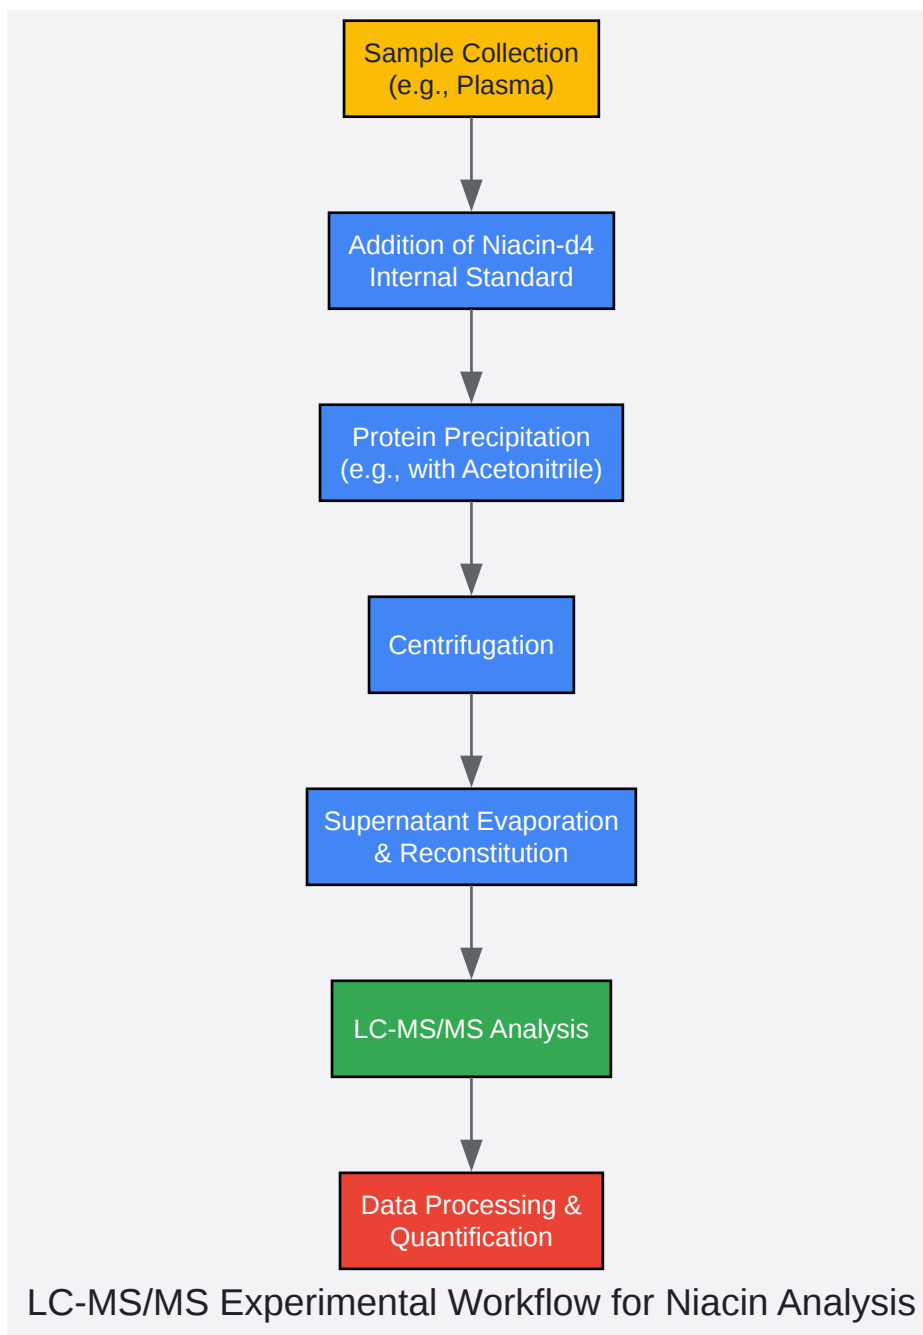 Sample Collection
(e.g., Plasma)
Addition of Niacin-d4
Internal Standard
Protein Precipitation
(e.g., with Acetonitrile)
Centrifugation
Supernatant Evaporation
& Reconstitution
LC-MS/MS Analysis
Data Processing &
Quantification
LC-MS/MS Experimental Workflow for Niacin Analysis